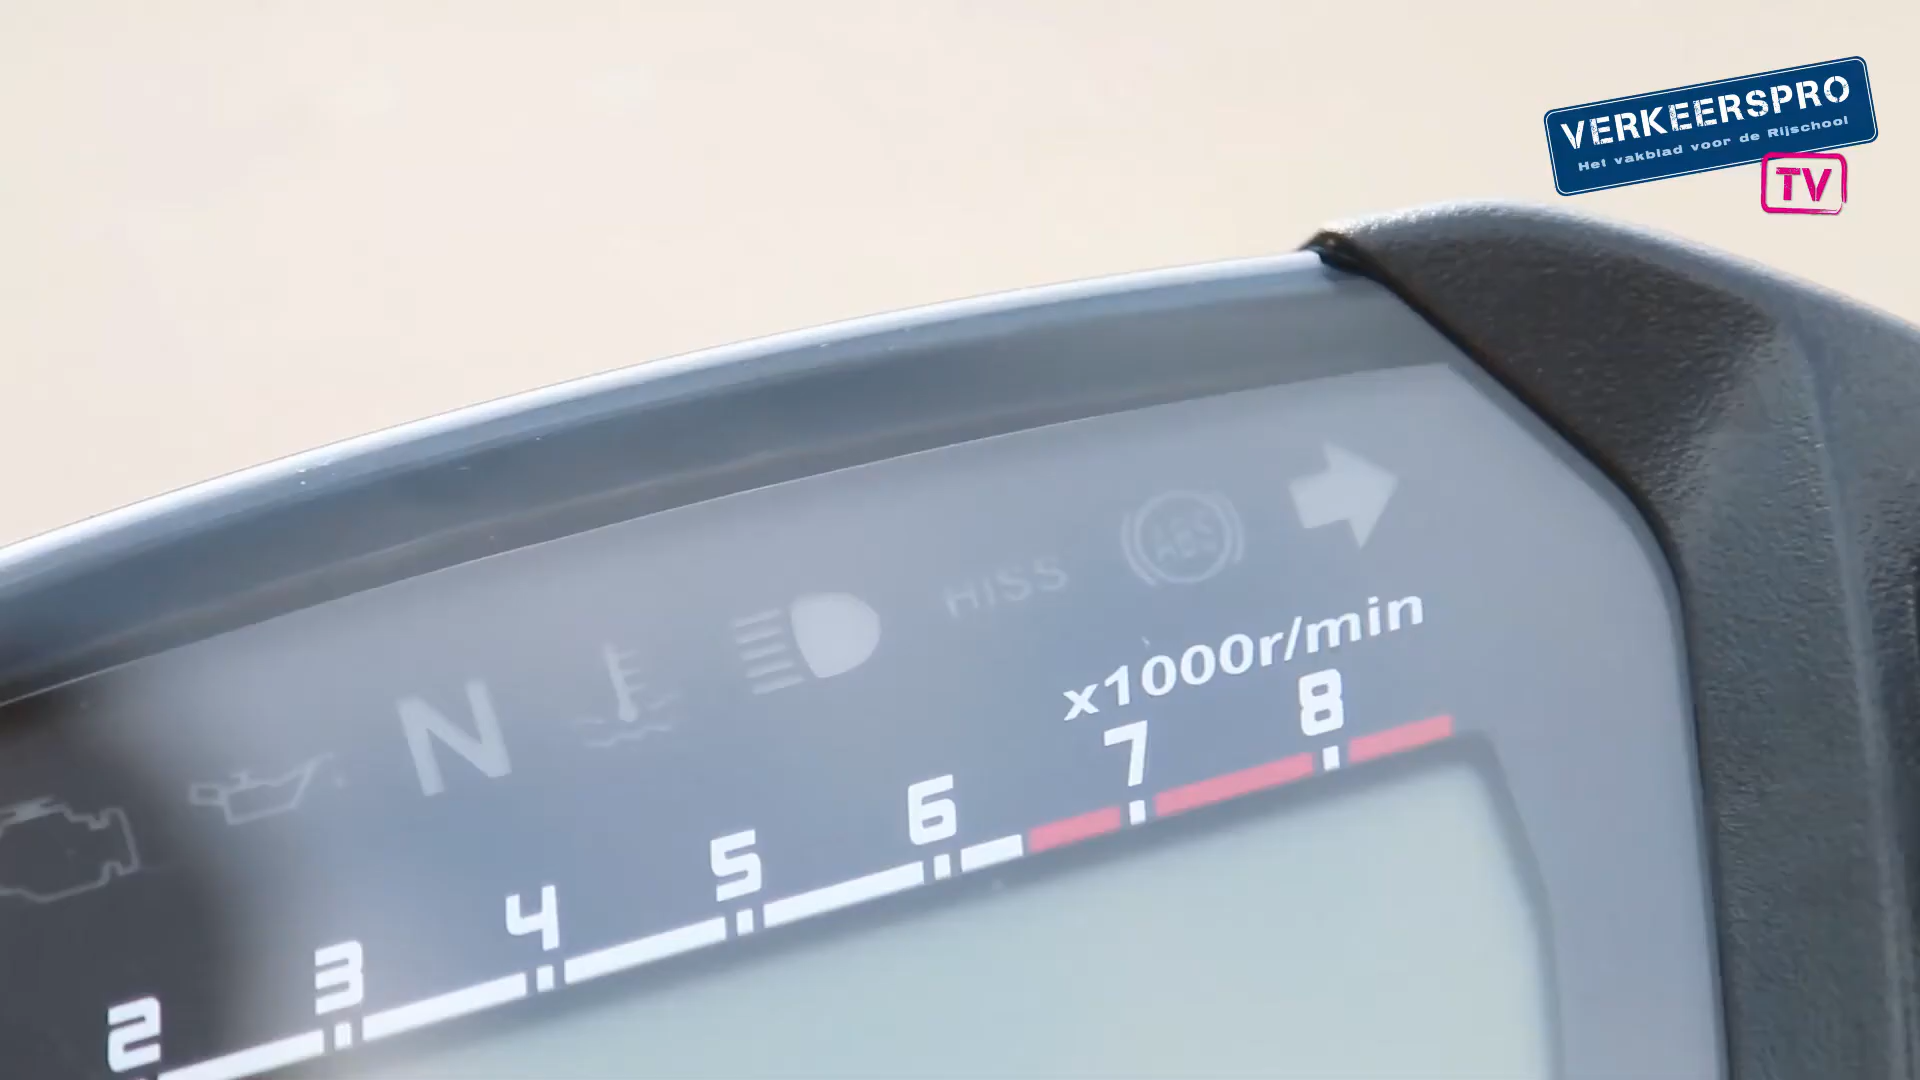 VERKEERSPRO
Het vakblad voor de Rijschool
TV
HISS
ABS
N
x1000r/min
2 3 4 5 6 7 8